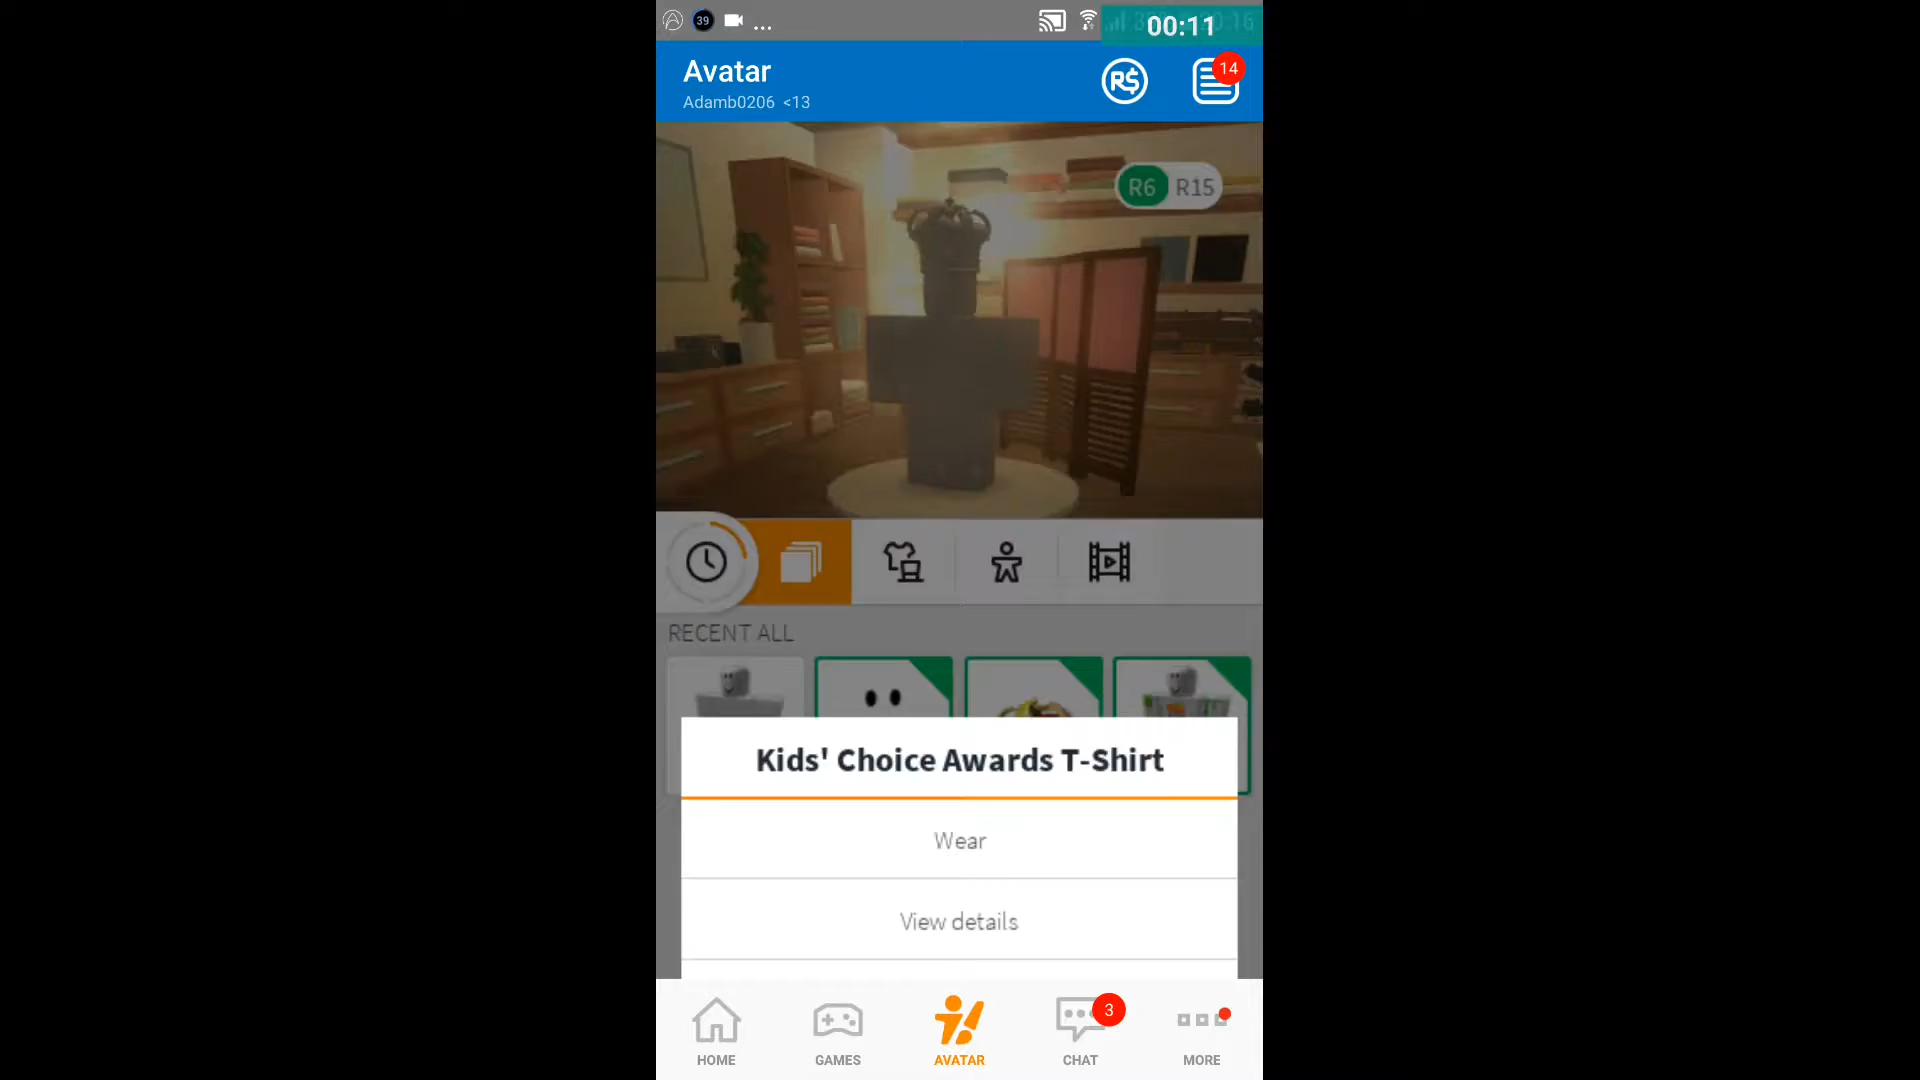 39
...
00:11
Avatar
Adamb0206 <13
R$
14
R6 R15
RECENT ALL
Kids' Choice Awards T-Shirt
Wear
View details
3
HOME GAMES AVATAR CHAT MORE